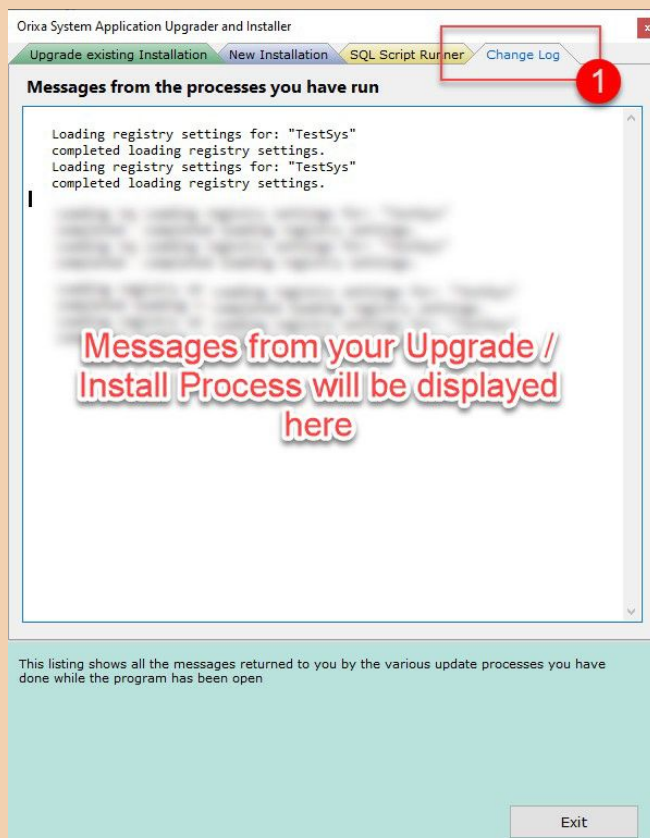 Orixa System Application Upgrader and Installer
x
Upgrade existing Installation New Installation SQL Script Runner Change Log
1
Messages from the processes you have run
Loading registry settings for: "TestSys"
completed loading registry settings.
Loading registry settings for: "TestSys"
completed loading registry settings.
Messages from your Upgrade /
Install Process will be displayed
here
This listing shows all the messages returned to you by the various update processes you have
done while the program has been open
Exit